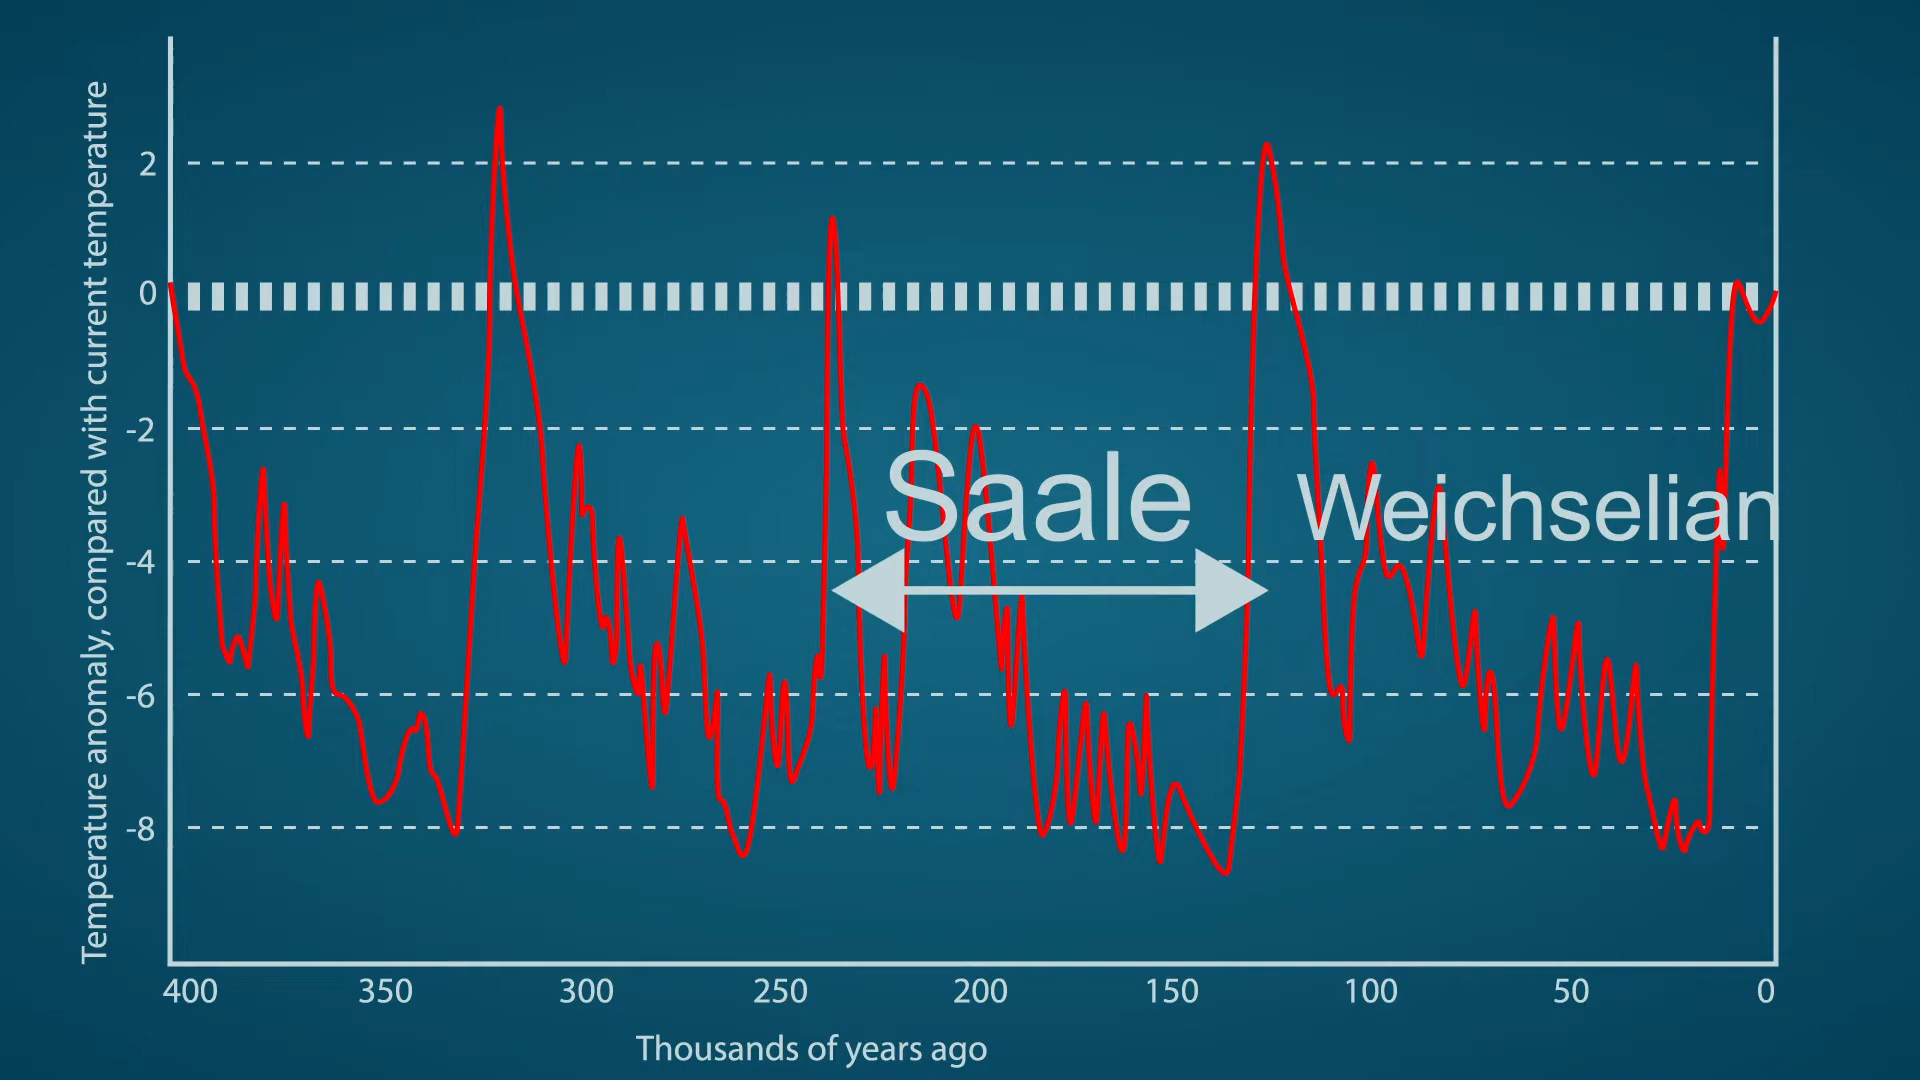 Temperature anomaly, compared with current temperature
2
0
-2
-4
-6
-8
Saale
Weichselian
400 350 300 250 200 150 100 50 0
Thousands of years ago